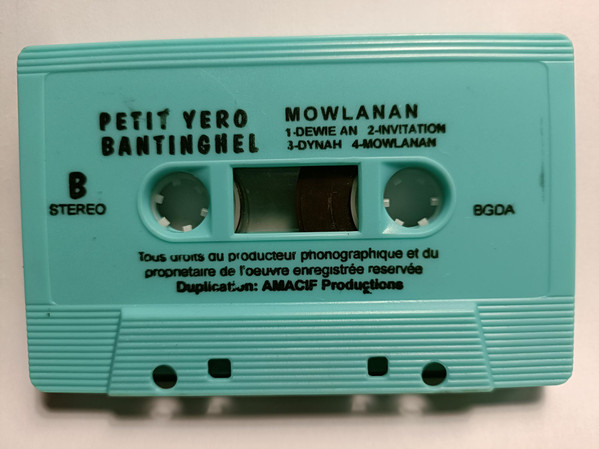 PETIT YERO
BANTINGHEL
MOWLANAN
1-DEWIE AN 2-INVITATION
3-DYNAH 4-MOWLANAN
B
STEREO
BGDA
Tous droits du producteur phonographique et du
proprietaire de l'oeuvre enregistrée reservée
Duplication: AMACIF Productions